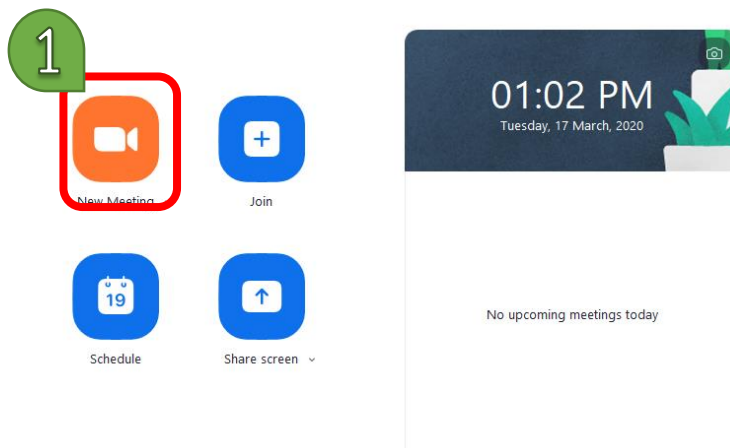 1
New Meeting
Join
19
Schedule
Share screen
01:02 PM
Tuesday, 17 March, 2020
No upcoming meetings today